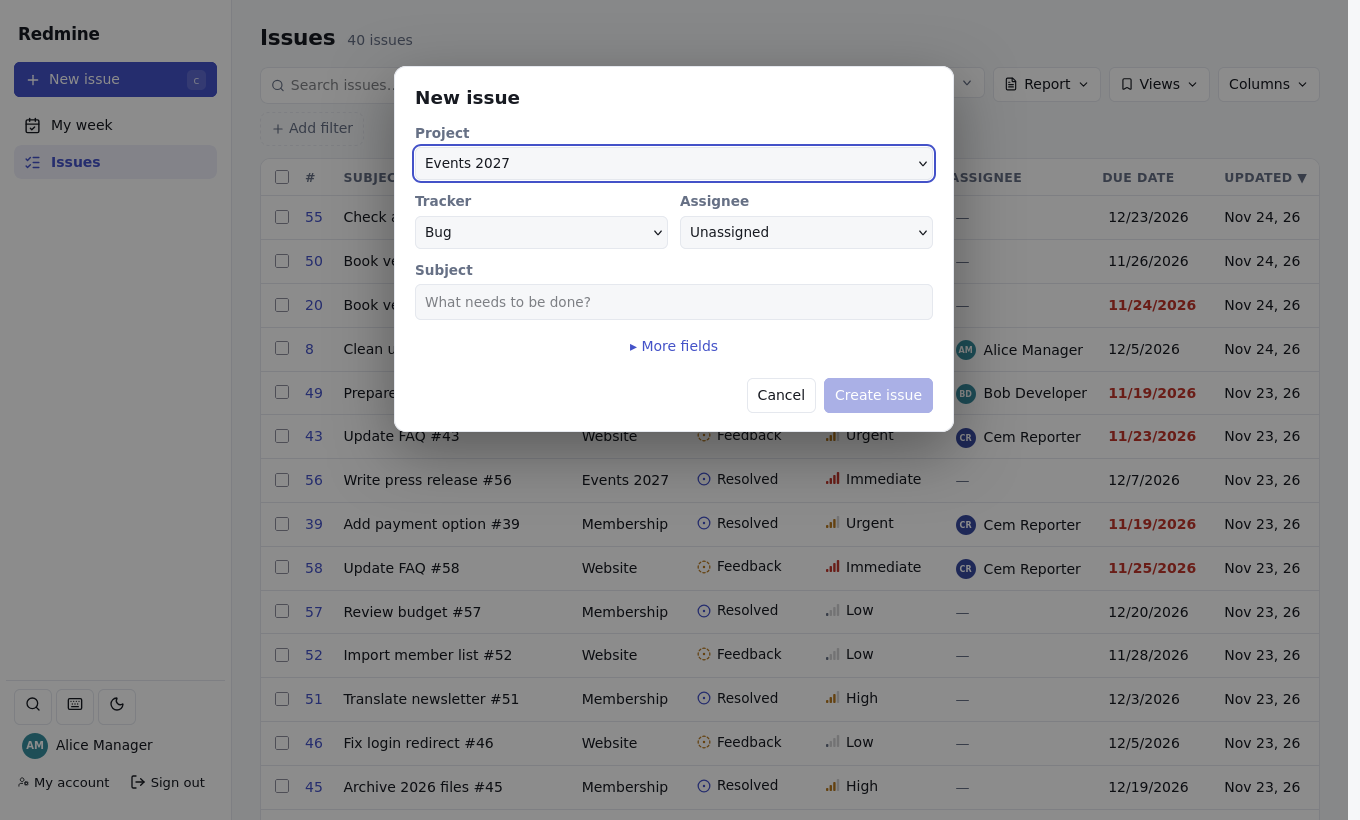 Redmine
New issue c
My week
Issues
Issues 40 issues
Search issues...
Report
Views
Columns
Add filter
New issue
Project
Events 2027
Tracker
Assignee
Bug
Unassigned
Subject
What needs to be done?
▸ More fields
Cancel
Create issue
# ASSIGNEE DUE DATE UPDATED ▼
55 Check — 12/23/2026 Nov 24, 26
50 Book — 11/26/2026 Nov 24, 26
20 Book — 11/24/2026 Nov 24, 26
8 Clean AM Alice Manager 12/5/2026 Nov 24, 26
49 Prepare BD Bob Developer 11/19/2026 Nov 23, 26
43 Update FAQ #43 Website Feedback Urgent CR Cem Reporter 11/23/2026 Nov 23, 26
56 Write press release #56 Events 2027 Resolved Immediate — 12/7/2026 Nov 23, 26
39 Add payment option #39 Membership Resolved Urgent CR Cem Reporter 11/19/2026 Nov 23, 26
58 Update FAQ #58 Website Feedback Immediate CR Cem Reporter 11/25/2026 Nov 23, 26
57 Review budget #57 Membership Resolved Low — 12/20/2026 Nov 23, 26
52 Import member list #52 Website Feedback Low — 11/28/2026 Nov 23, 26
51 Translate newsletter #51 Membership Resolved High — 12/3/2026 Nov 23, 26
46 Fix login redirect #46 Website Feedback Low — 12/5/2026 Nov 23, 26
45 Archive 2026 files #45 Membership Resolved High — 12/19/2026 Nov 23, 26
AM Alice Manager
My account
Sign out